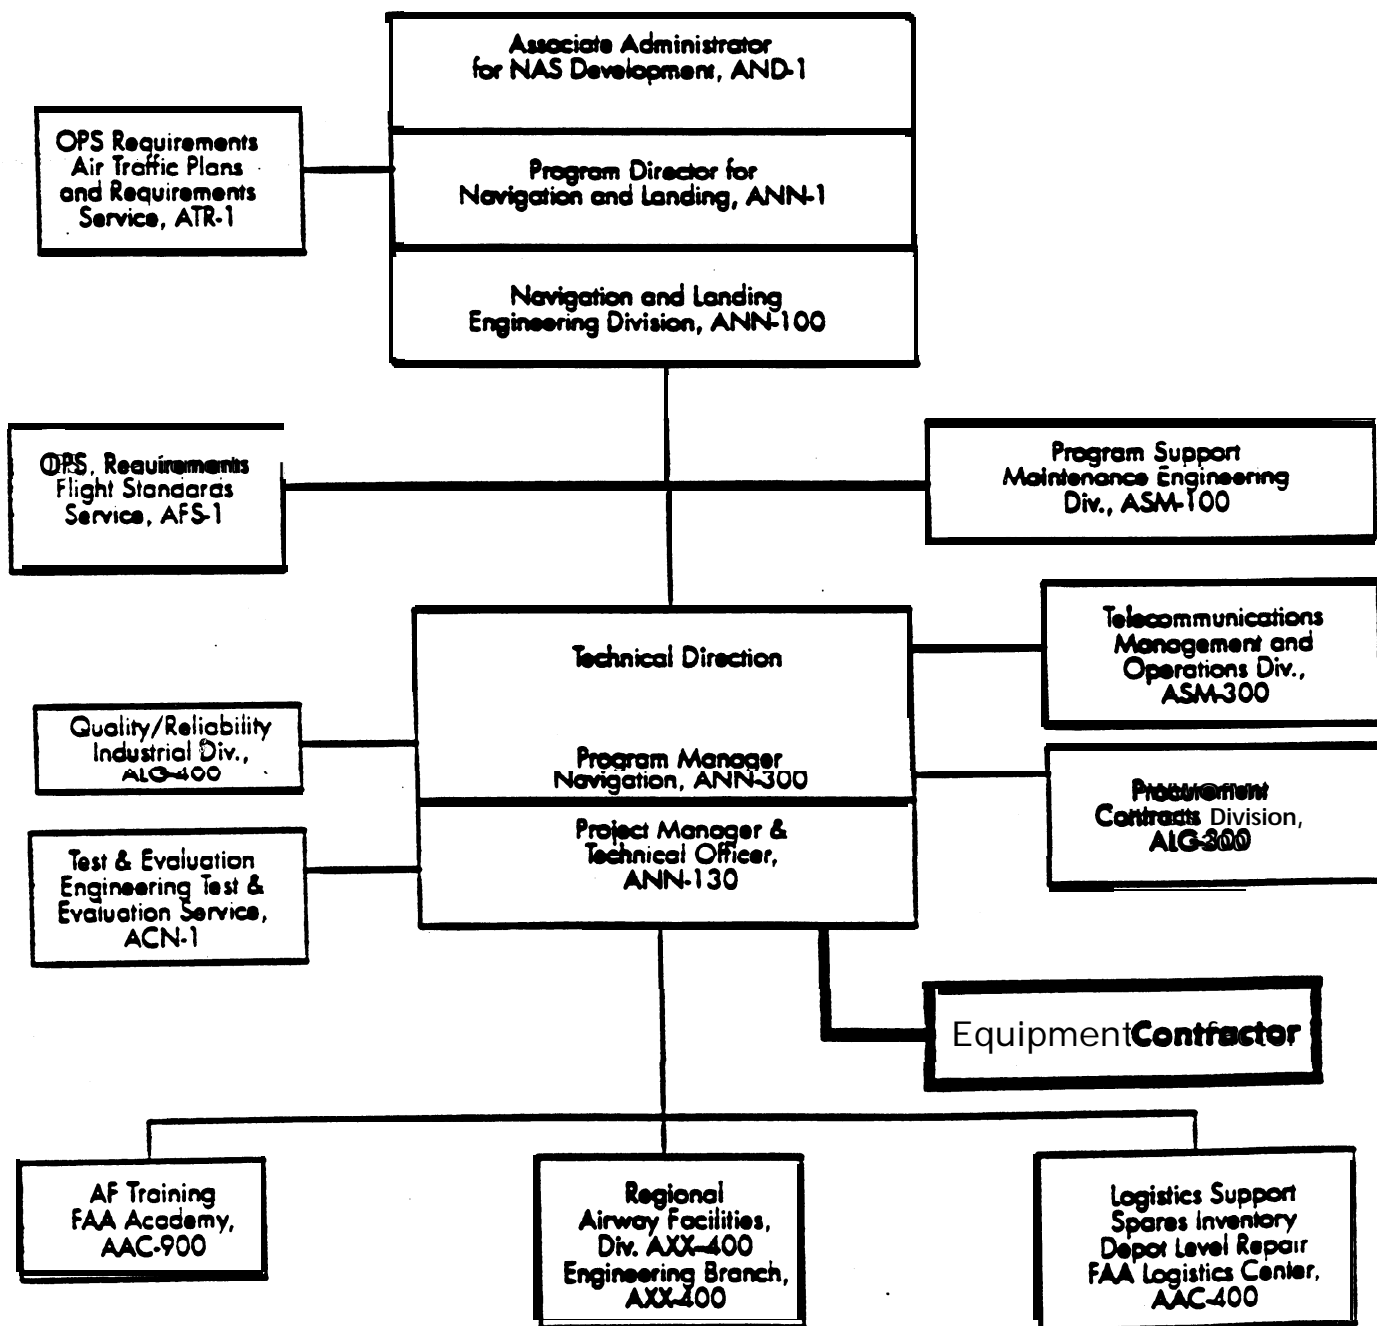 Associate Administrator
for NAS Development, AND-1
OPS Requirements
Air Traffic Plans
and Requirements
Service, ATR-1
Program Director for
Navigation and Landing, ANN-1
Navigation and Landing
Engineering Division, ANN-100
OPS, Requirements
Flight Standards
Service, AFS-1
Program Support
Maintenance Engineering
Div., ASM-100
Technical Direction
Program Manager
Navigation, ANN-300
Project Manager &
Technical Officer,
ANN-130
Telecommunications
Management and
Operations Div.,
ASM-300
Quality/Reliability
Industrial Div.,
ALG-400
Procurement
Contracts Division,
ALG-300
Test & Evaluation
Engineering Test &
Evaluation Service,
ACN-1
Equipment Contractor
AF Training
FAA Academy,
AAC-900
Regional
Airway Facilities,
Div. AXX-400
Engineering Branch,
AXX-400
Logistics Support
Spares Inventory
Depot Level Repair
FAA Logistics Center,
AAC-400